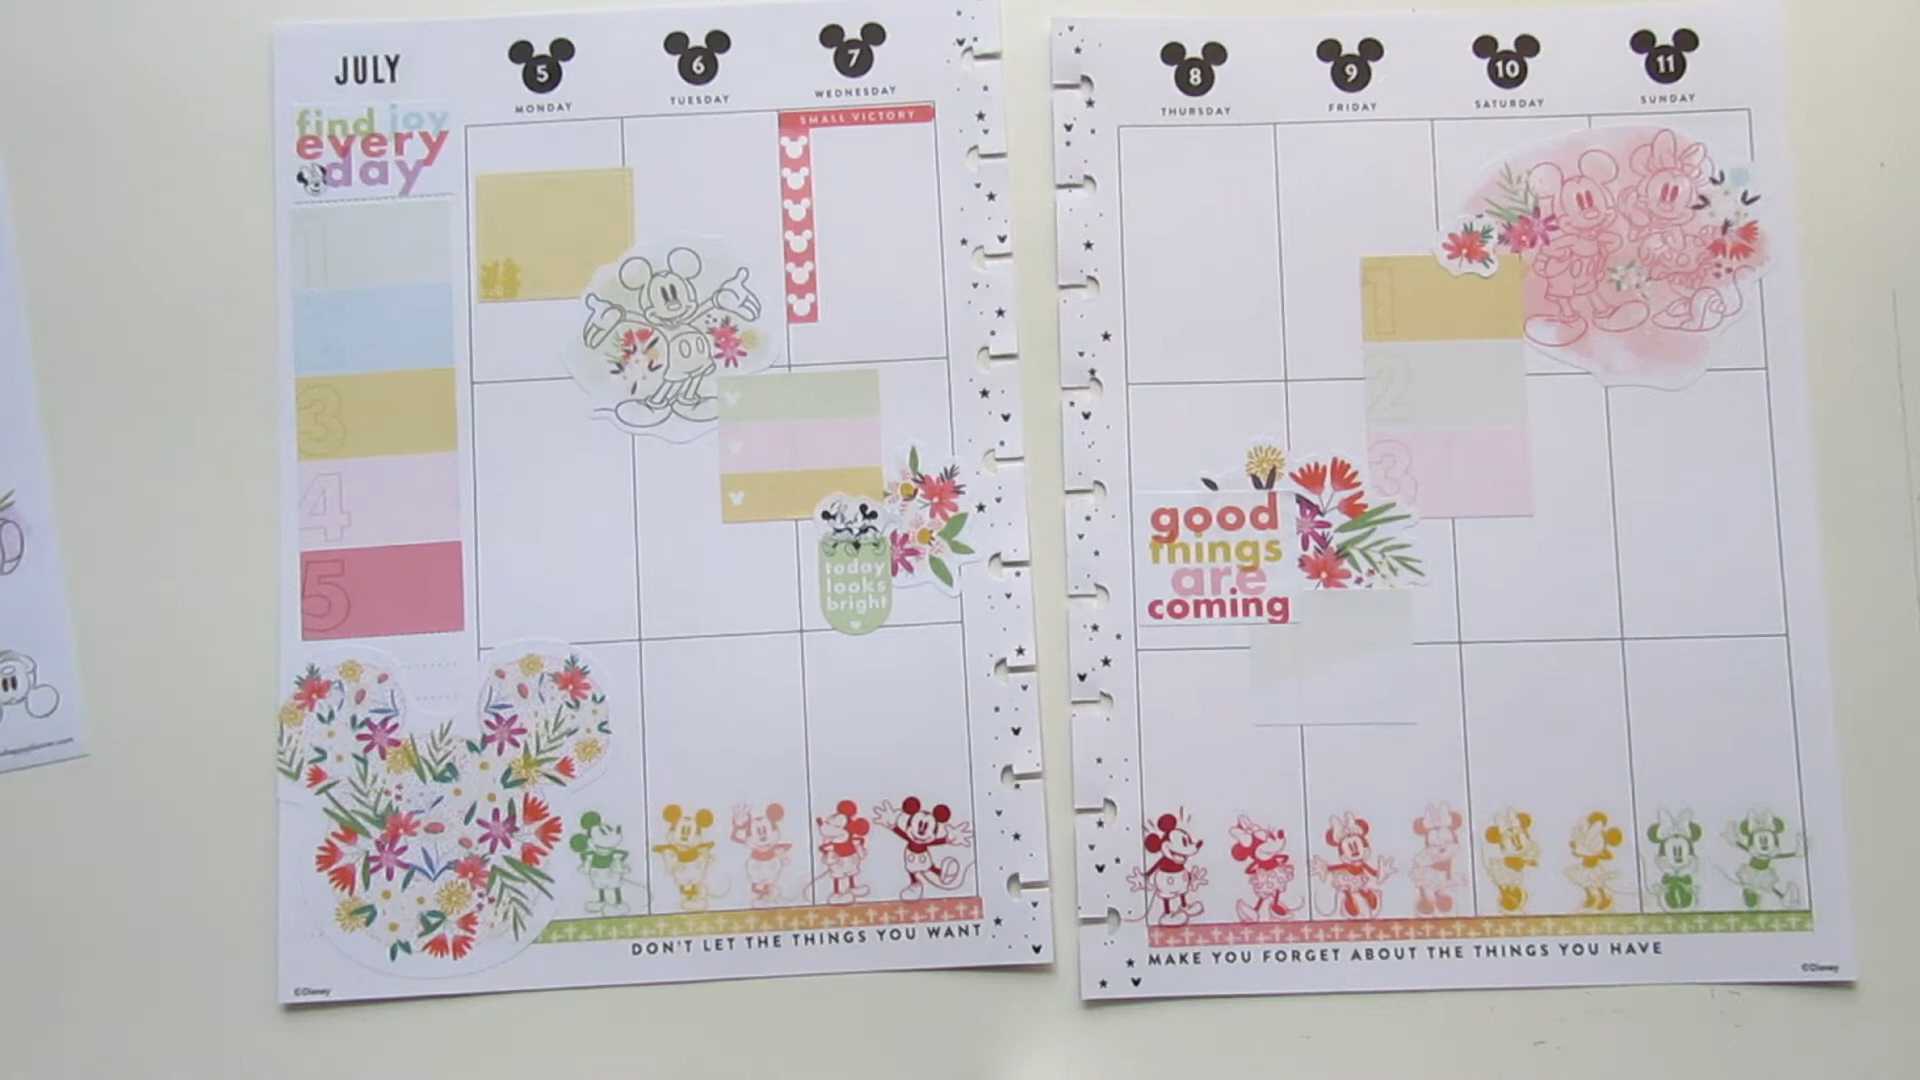 JULY
5
MONDAY
6
TUESDAY
7
WEDNESDAY
find joy
every
day
SMALL VICTORY
1
3
4
5
today
looks
bright
DON'T LET THE THINGS YOU WANT
©Disney
8
THURSDAY
9
FRIDAY
10
SATURDAY
11
SUNDAY
1
2
3
good
things
are
coming
MAKE YOU FORGET ABOUT THE THINGS YOU HAVE
©Disney